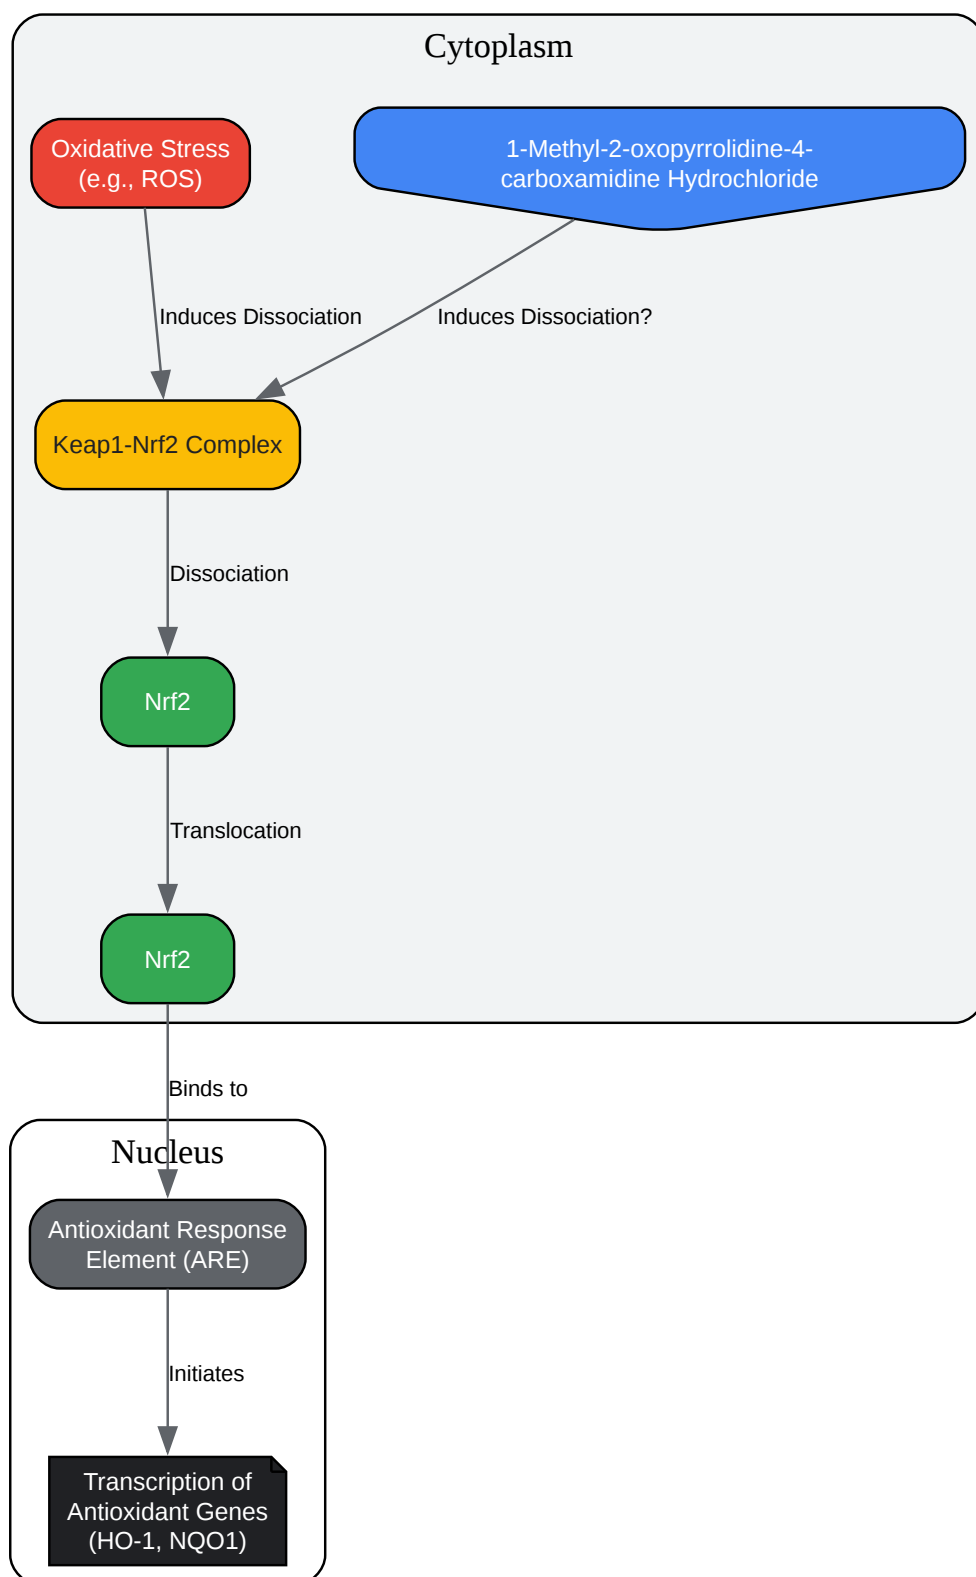 Cytoplasm
Oxidative Stress
(e.g., ROS)
1-Methyl-2-oxopyrrolidine-4-
carboxamidine Hydrochloride
Induces Dissociation
Induces Dissociation?
Keap1-Nrf2 Complex
Dissociation
Nrf2
Translocation
Nrf2
Binds to
Nucleus
Antioxidant Response
Element (ARE)
Initiates
Transcription of
Antioxidant Genes
(HO-1, NQO1)